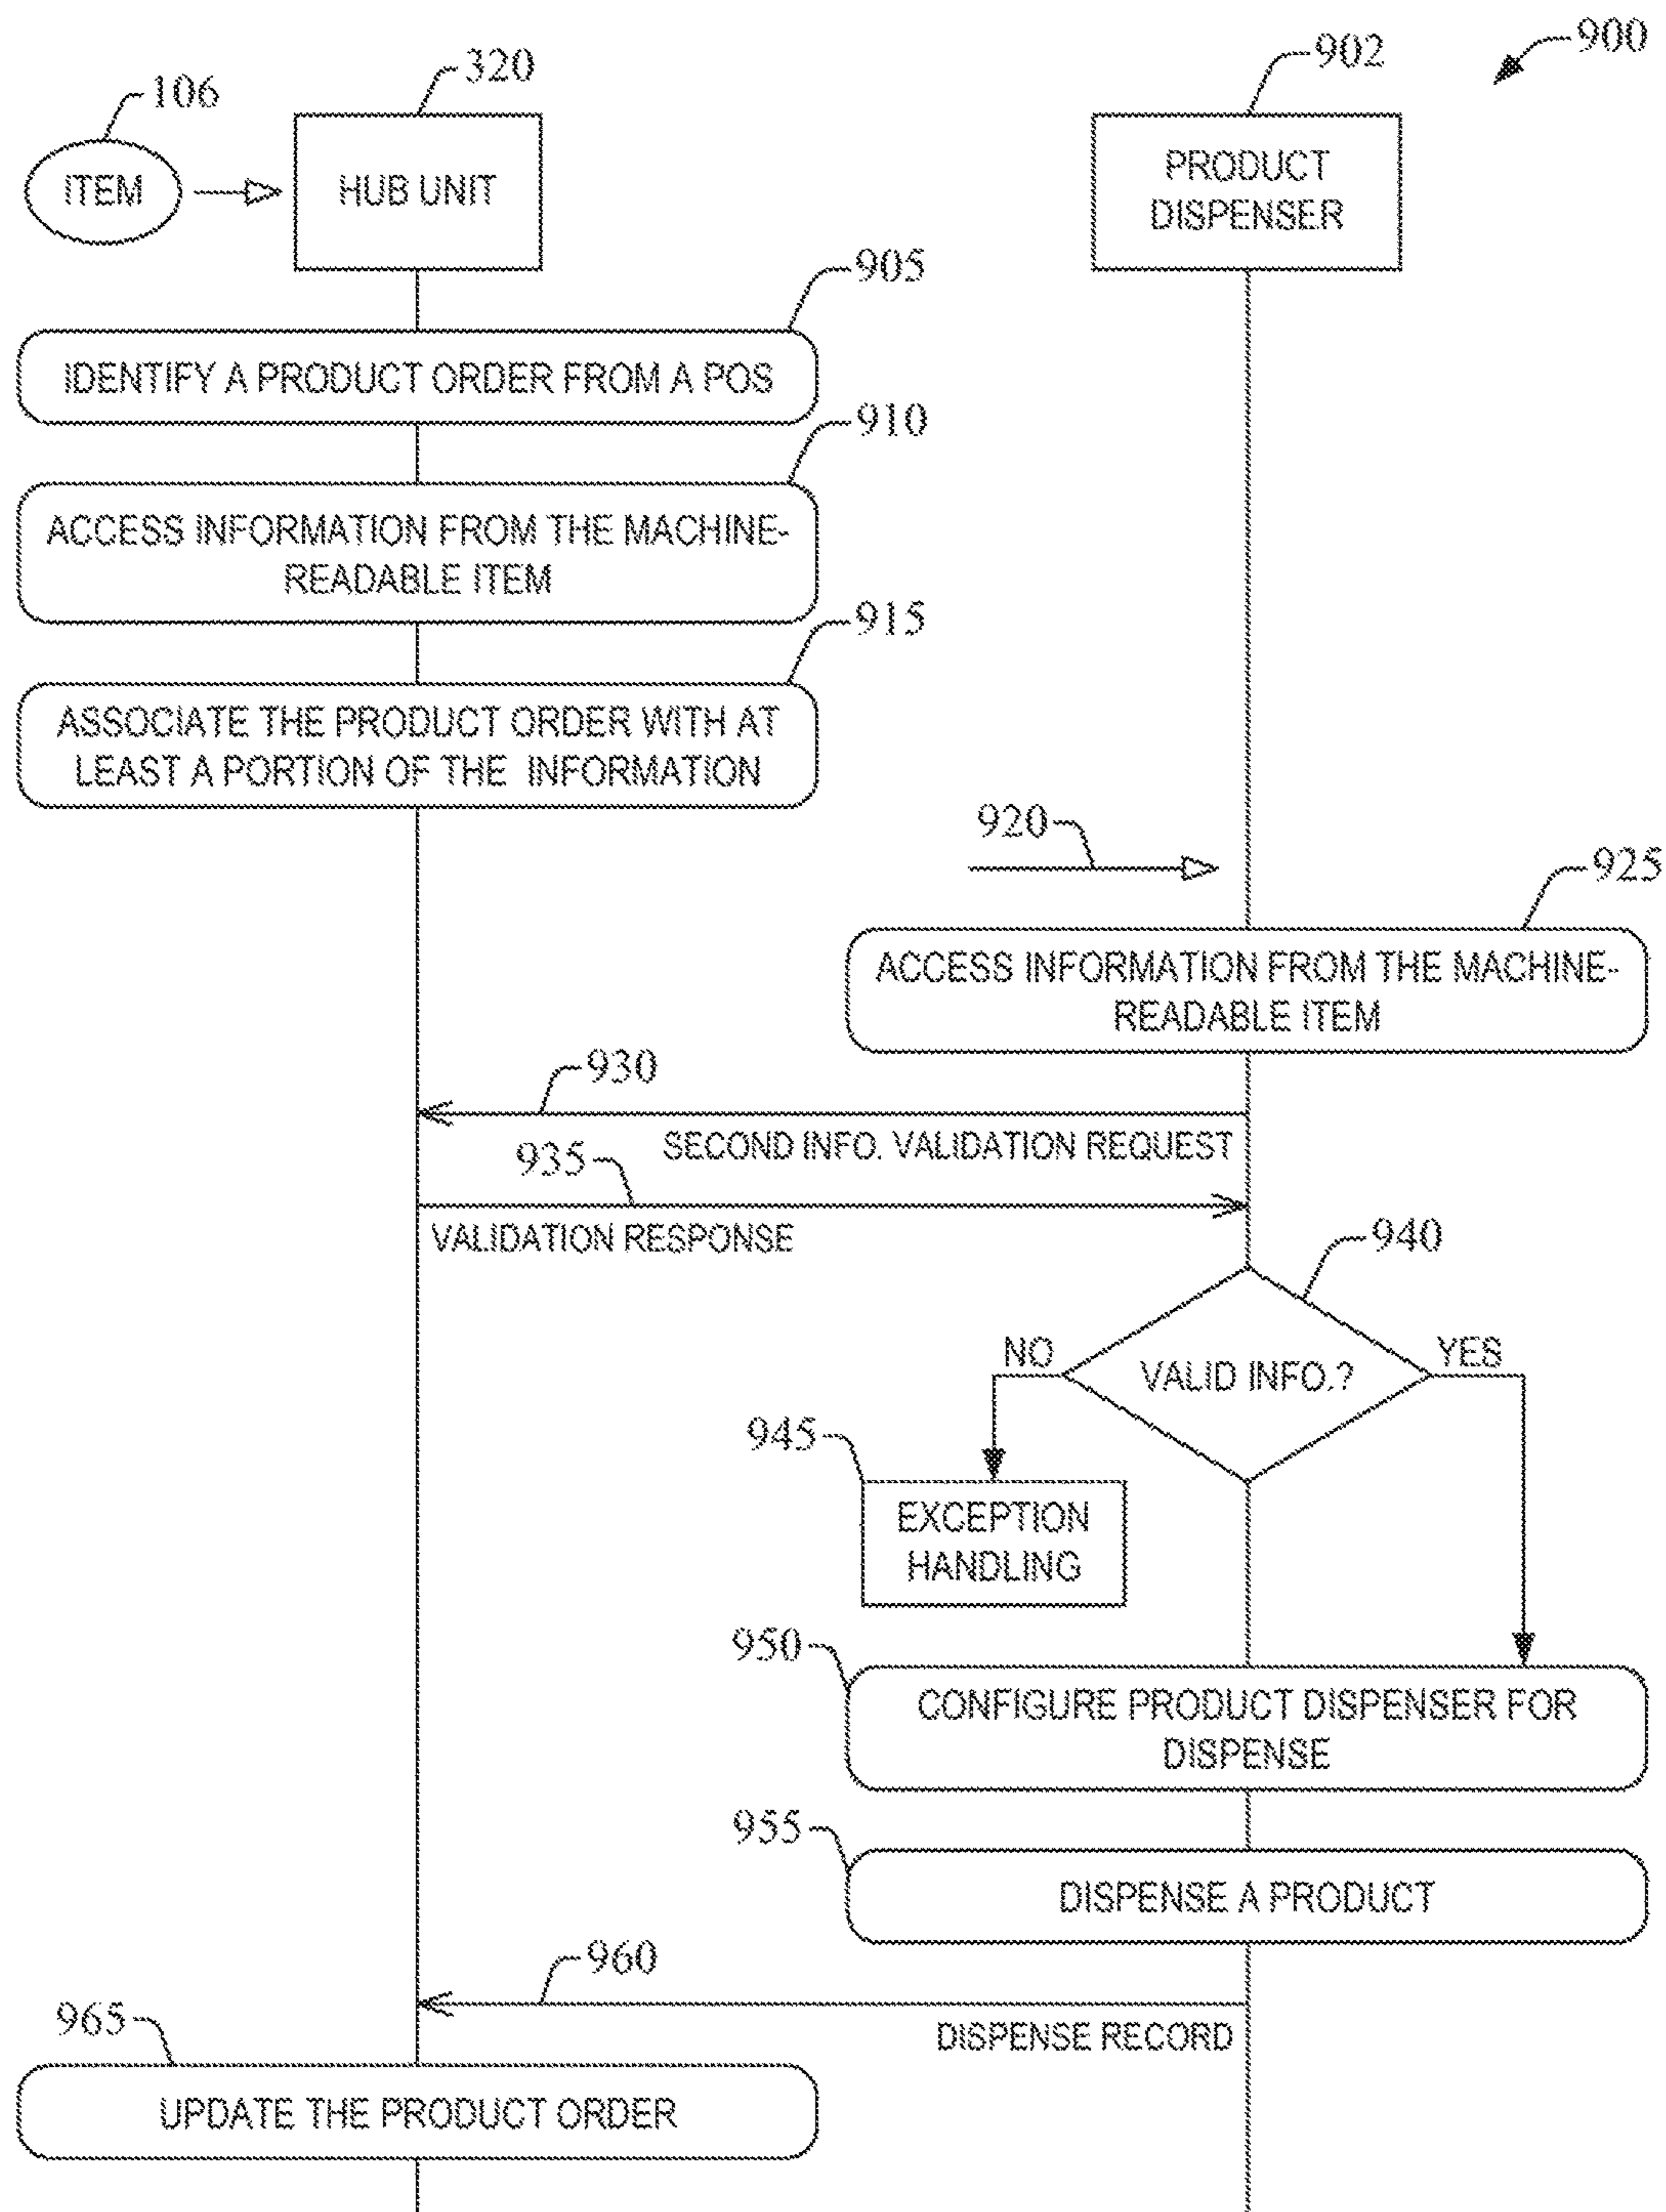 900
902
320
106
ITEM
HUB UNIT
PRODUCT
DISPENSER
905
IDENTIFY A PRODUCT ORDER FROM A POS
910
ACCESS INFORMATION FROM THE MACHINE-
READABLE ITEM
915
ASSOCIATE THE PRODUCT ORDER WITH AT
LEAST A PORTION OF THE INFORMATION
920
925
ACCESS INFORMATION FROM THE MACHINE-
READABLE ITEM
930
SECOND INFO. VALIDATION REQUEST
935
VALIDATION RESPONSE
940
NO
VALID INFO.?
YES
945
EXCEPTION
HANDLING
950
CONFIGURE PRODUCT DISPENSER FOR
DISPENSE
955
DISPENSE A PRODUCT
960
DISPENSE RECORD
965
UPDATE THE PRODUCT ORDER